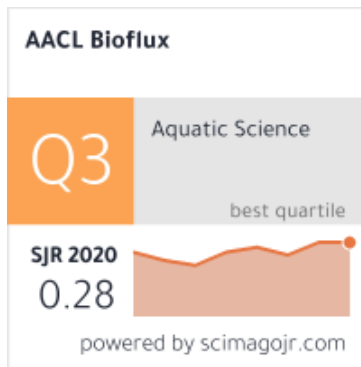 AACL Bioflux
Q3
Aquatic Science
best quartile
SJR 2020
0.28
powered by scimagojr.com